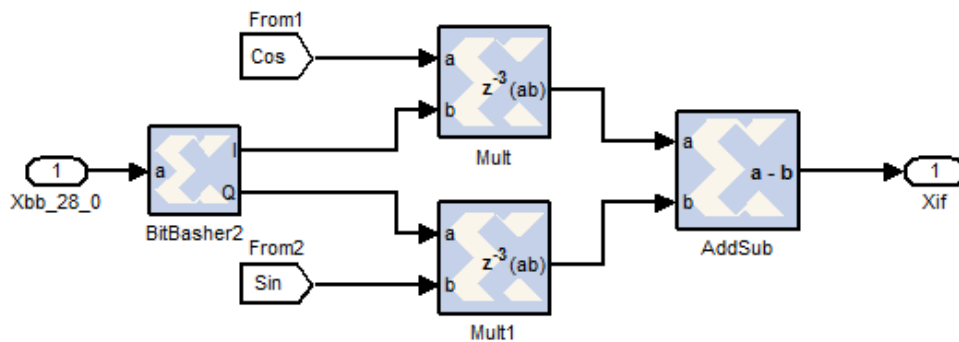 From1
Cos
a
b
z⁻³(ab)
Mult
1
Xbb_28_0
a
I
Q
BitBasher2
From2
Sin
a
b
z⁻³(ab)
Mult1
a
b
a - b
AddSub
1
Xif